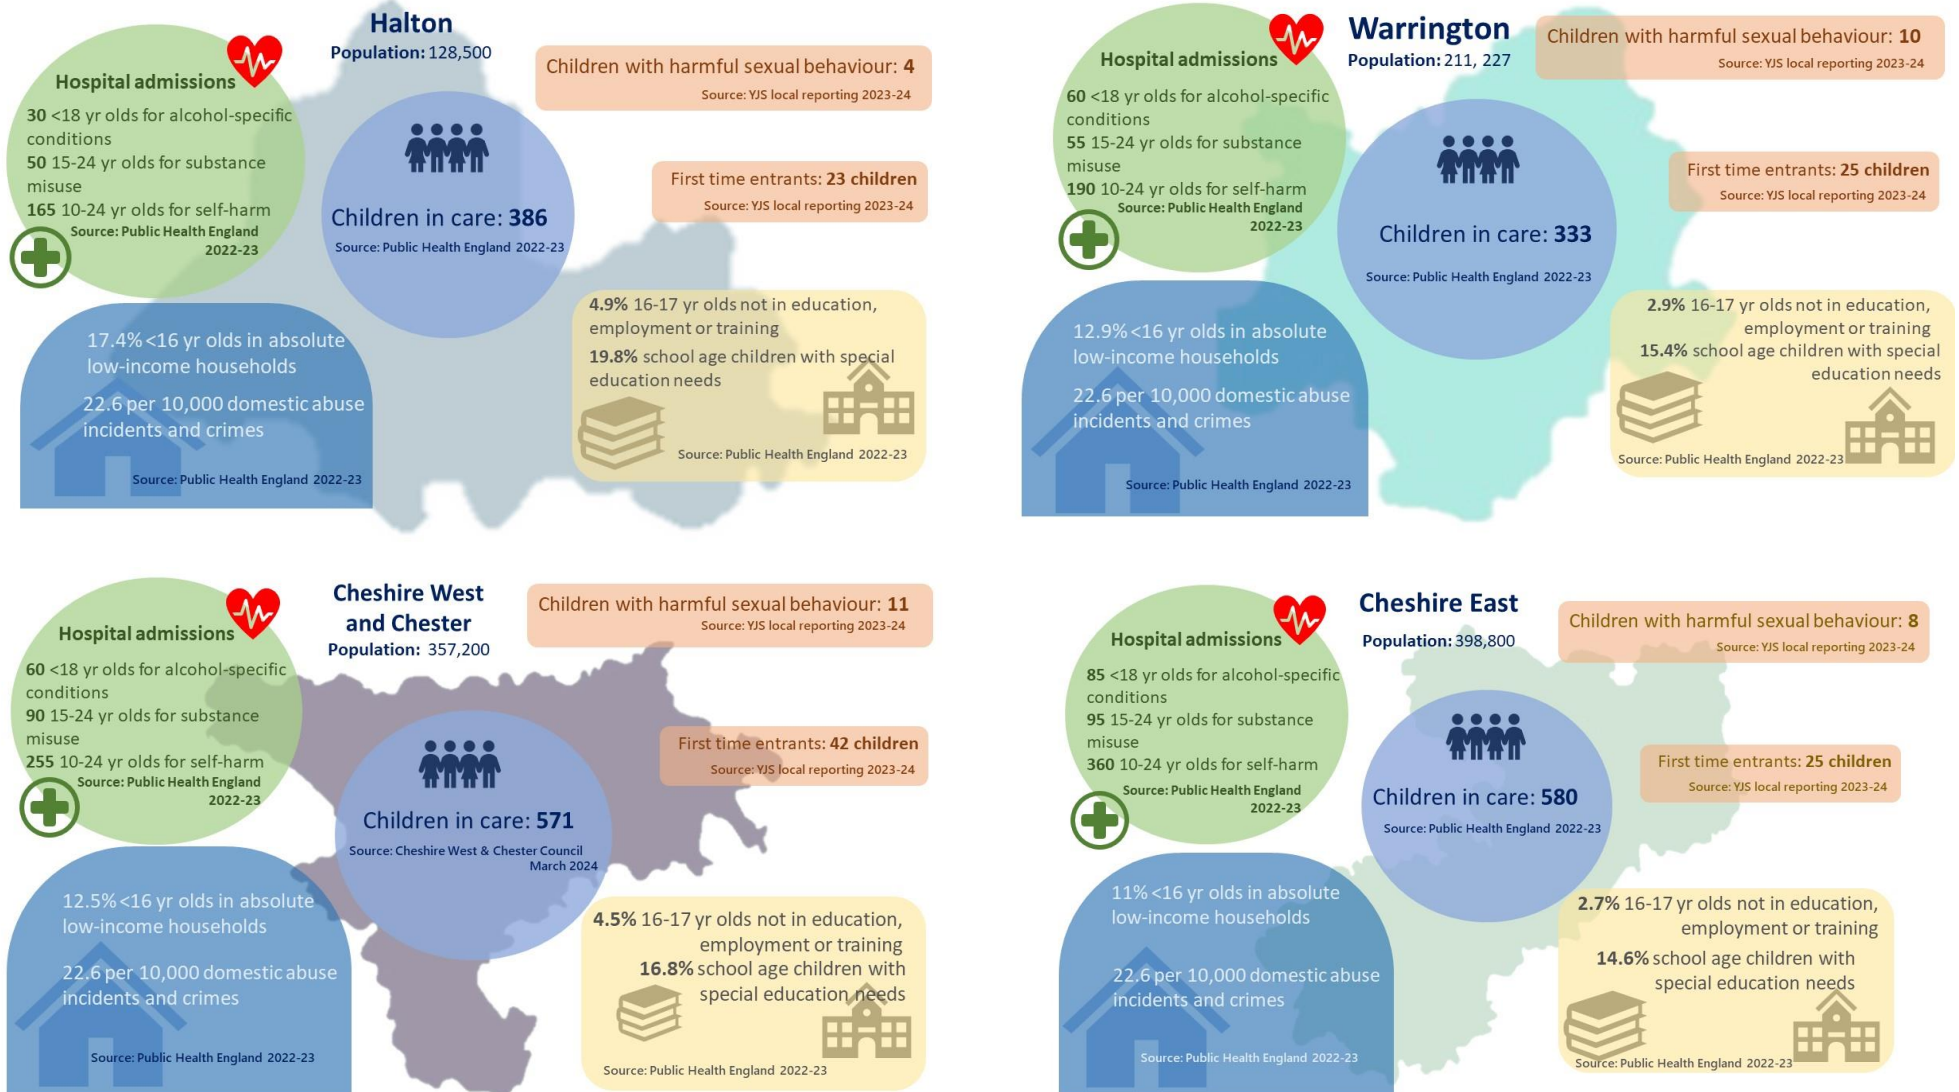 Halton
Population: 128,500
Hospital admissions
30 <18 yr olds for alcohol-specific
conditions
50 15-24 yr olds for substance
misuse
165 10-24 yr olds for self-harm
Source: Public Health England
2022-23
Children with harmful sexual behaviour: 4
Source: YJS local reporting 2023-24
First time entrants: 23 children
Source: YJS local reporting 2023-24
Children in care: 386
Source: Public Health England 2022-23
17.4% <16 yr olds in absolute
low-income households
22.6 per 10,000 domestic abuse
incidents and crimes
Source: Public Health England 2022-23
4.9% 16-17 yr olds not in education,
employment or training
19.8% school age children with special
education needs
Source: Public Health England 2022-23
Warrington
Population: 211, 227
Hospital admissions
60 <18 yr olds for alcohol-specific
conditions
55 15-24 yr olds for substance
misuse
190 10-24 yr olds for self-harm
Source: Public Health England
2022-23
Children with harmful sexual behaviour: 10
Source: YJS local reporting 2023-24
First time entrants: 25 children
Source: YJS local reporting 2023-24
Children in care: 333
Source: Public Health England 2022-23
12.9% <16 yr olds in absolute
low-income households
22.6 per 10,000 domestic abuse
incidents and crimes
Source: Public Health England 2022-23
2.9% 16-17 yr olds not in education,
employment or training
15.4% school age children with special
education needs
Source: Public Health England 2022-23
Cheshire West
and Chester
Population: 357,200
Hospital admissions
60 <18 yr olds for alcohol-specific
conditions
90 15-24 yr olds for substance
misuse
255 10-24 yr olds for self-harm
Source: Public Health England
2022-23
Children with harmful sexual behaviour: 11
Source: YJS local reporting 2023-24
First time entrants: 42 children
Source: YJS local reporting 2023-24
Children in care: 571
Source: Cheshire West & Chester Council
March 2024
12.5% <16 yr olds in absolute
low-income households
22.6 per 10,000 domestic abuse
incidents and crimes
Source: Public Health England 2022-23
4.5% 16-17 yr olds not in education,
employment or training
16.8% school age children with
special education needs
Source: Public Health England 2022-23
Cheshire East
Population: 398,800
Hospital admissions
85 <18 yr olds for alcohol-specific
conditions
95 15-24 yr olds for substance
misuse
360 10-24 yr olds for self-harm
Source: Public Health England
2022-23
Children with harmful sexual behaviour: 8
Source: YJS local reporting 2023-24
First time entrants: 25 children
Source: YJS local reporting 2023-24
Children in care: 580
Source: Public Health England 2022-23
11% <16 yr olds in absolute
low-income households
22.6 per 10,000 domestic abuse
incidents and crimes
Source: Public Health England 2022-23
2.7% 16-17 yr olds not in education,
employment or training
14.6% school age children with
special education needs
Source: Public Health England 2022-23